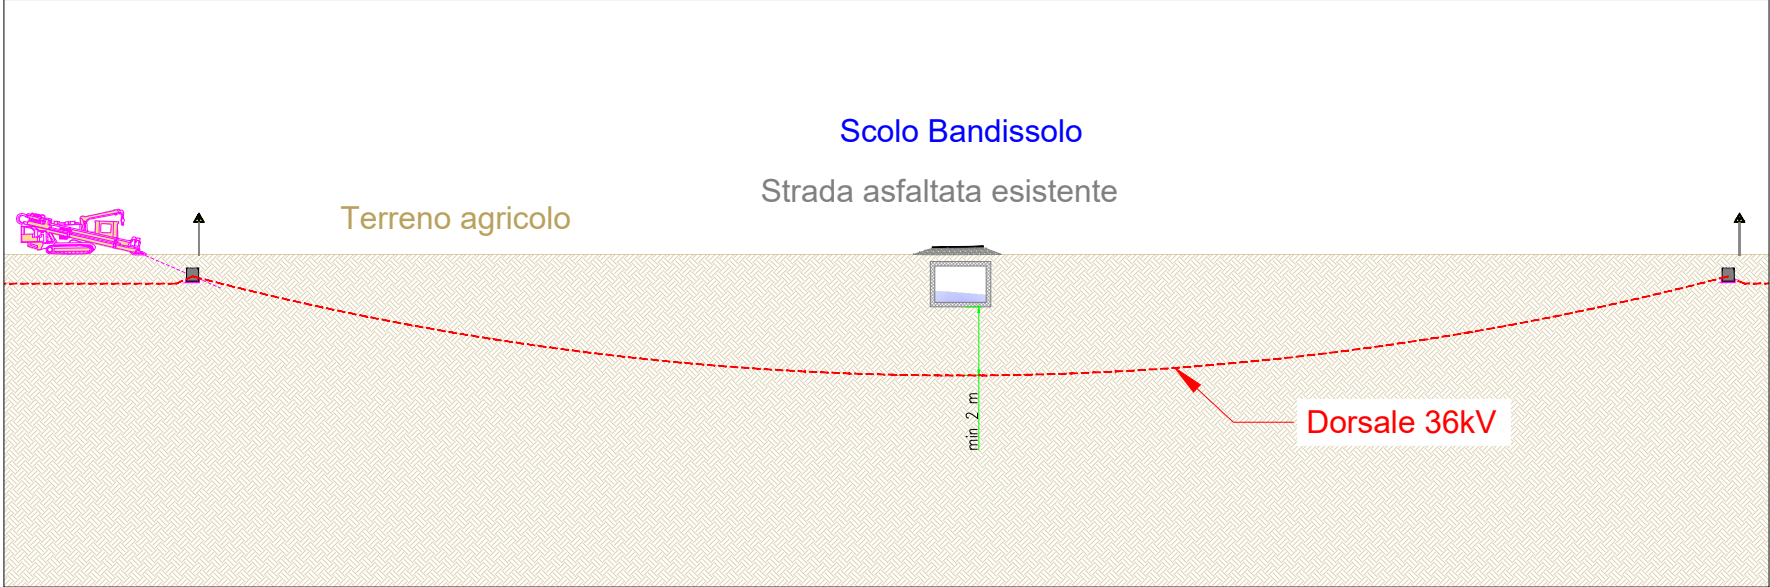 Scolo Bandissolo
Strada asfaltata esistente
Terreno agricolo
min 2 m
Dorsale 36kV